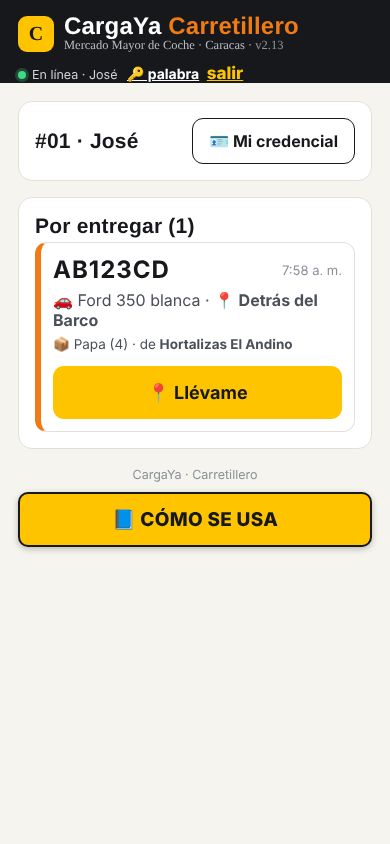 C CargaYa Carretillero
Mercado Mayor de Coche · Caracas · v2.13
En línea · José 🔑 palabra salir
#01 · José 🪪 Mi credencial
Por entregar (1)
AB123CD 7:58 a. m.
🚗 Ford 350 blanca · 📍 Detrás del
Barco
📦 Papa (4) · de Hortalizas El Andino
📍 Llévame
CargaYa · Carretillero
📘 CÓMO SE USA